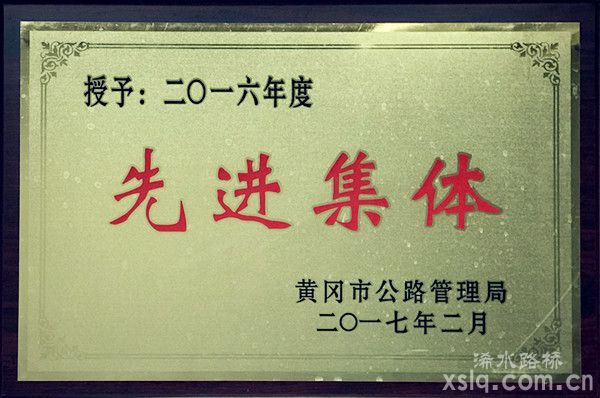 授予：二〇一六年度
先进集体
黄冈市公路管理局
二〇一七年二月
浠水路桥
xslq.com.cn